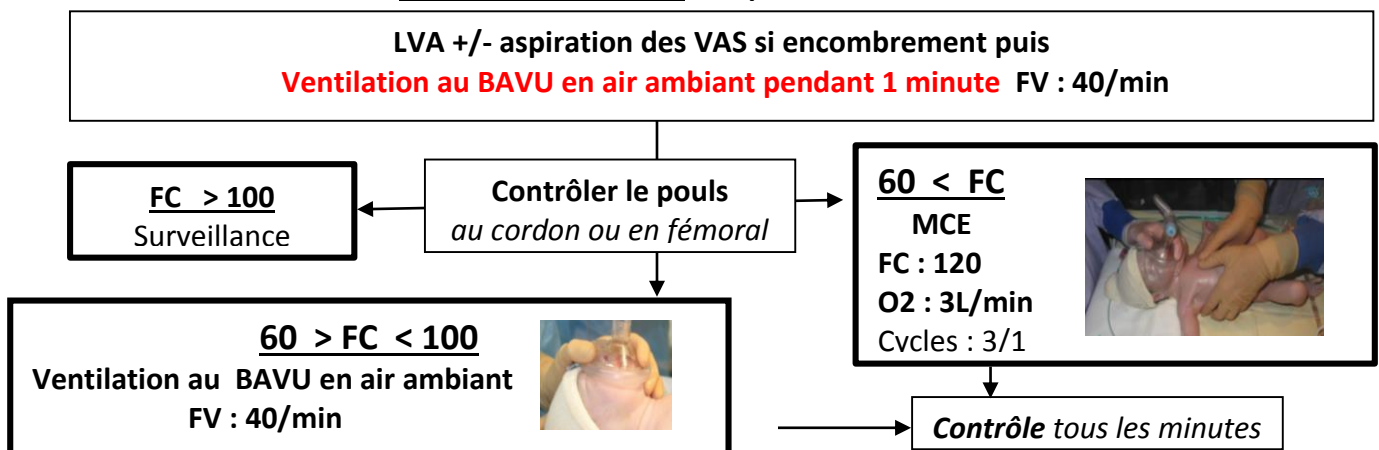 LVA +/- aspiration des VAS si encombrement puis
Ventilation au BAVU en air ambiant pendant 1 minute FV : 40/min
FC > 100
Surveillance
Contrôler le pouls
au cordon ou en fémoral
60 < FC
MCE
FC : 120
O2 : 3L/min
Cycles : 3/1
60 > FC < 100
Ventilation au BAVU en air ambiant
FV : 40/min
Contrôle tous les minutes